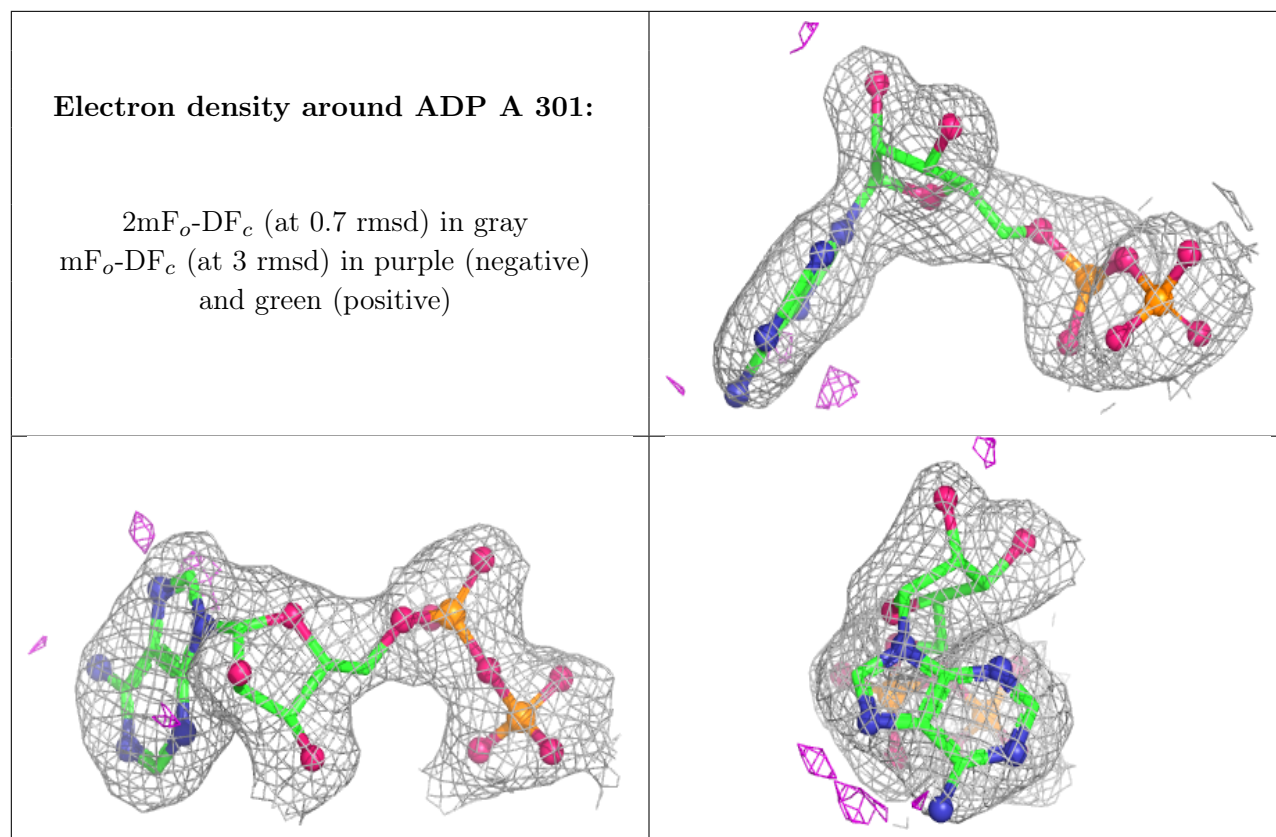 Electron density around ADP A 301:
2mFo-DFc (at 0.7 rmsd) in gray
mFo-DFc (at 3 rmsd) in purple (negative)
and green (positive)